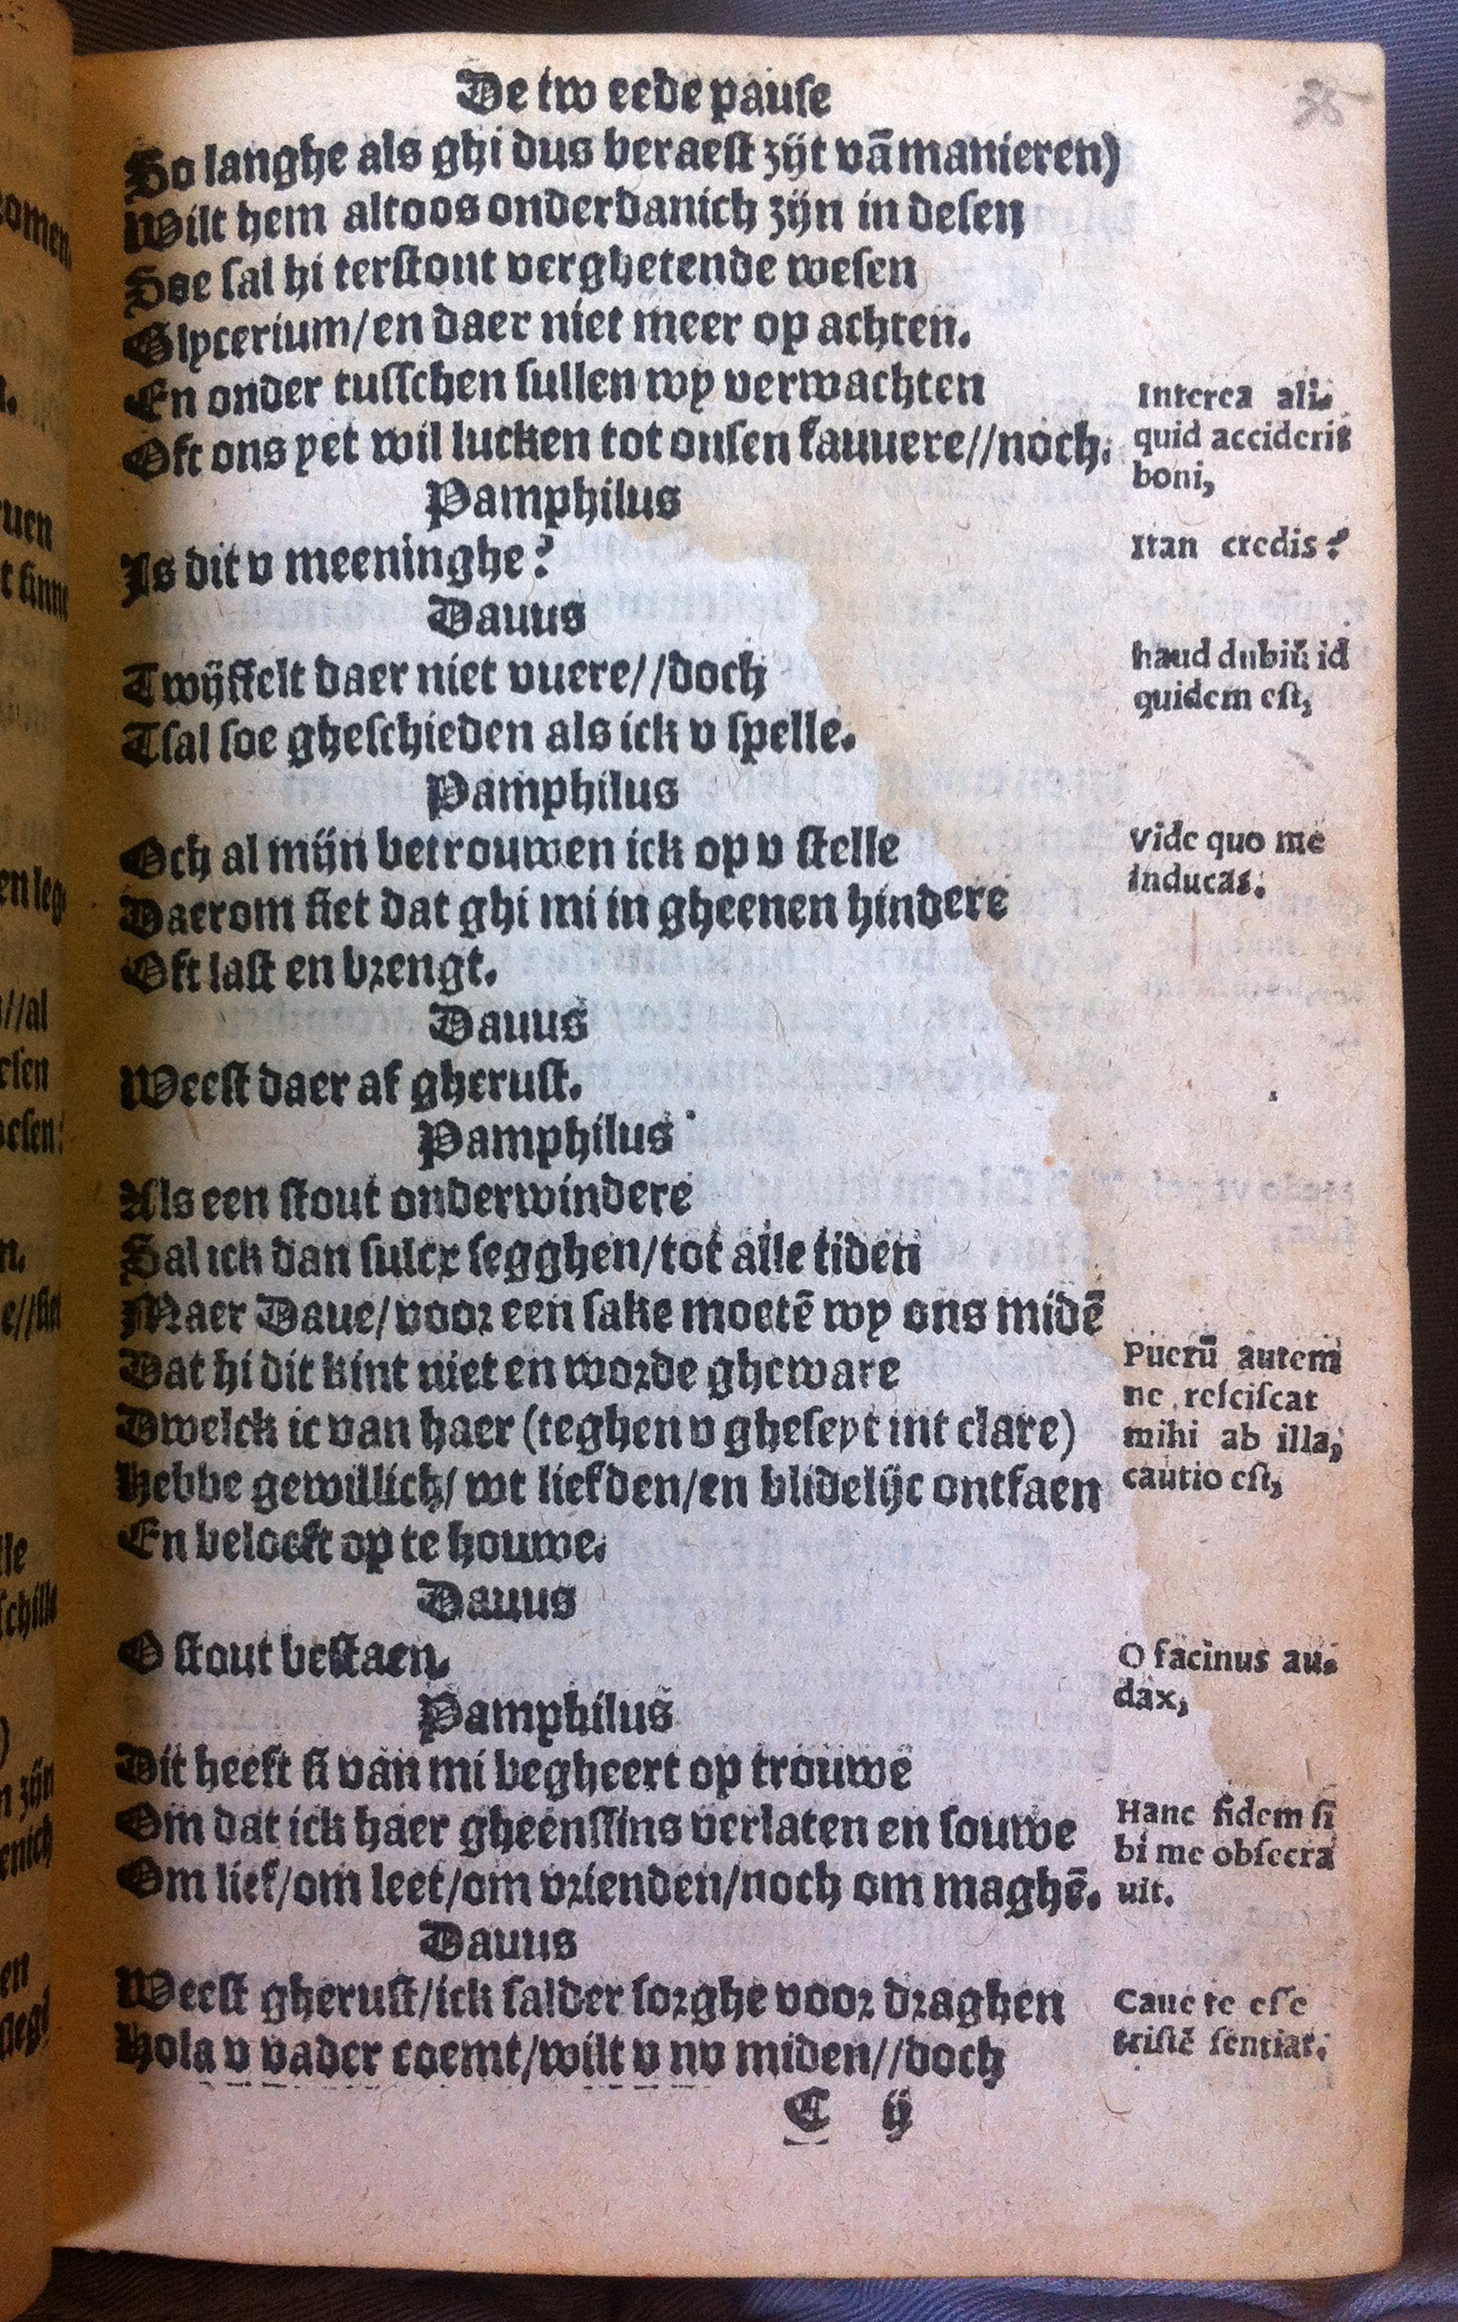 De tw eede pause
So langhe als ghi dus beraest zijt vā manieren)
Wilt hem altoos onderdanich zijn in desen
Soe sal hi terstont verghetende wesen
Glycerium/en daer niet meer op achten.
En onder tusschen sullen wy verwachten
Oft ons yet wil lucken tot onsen fauuere//noch.
Interea ali-
quid acciderit
boni,
Pamphilus
Is dit v meeninghe?
Itan credis?
Dauus
Twijffelt daer niet vuere//doch
Tsal soe gheschieden als ick v spelle.
haud dubiū id
quidem est,
Pamphilus
Och al mijn betrouwen ick op v stelle
Daerom siet dat ghi mi in gheenen hindere
Oft last en brengt.
Vide quo me
inducas.
Dauus
Weest daer af gherust.
Pamphilus
Als een stout onderwindere
Sal ick dan sulcx segghen/tot alle tiden
Maer Daue/voor een sake moetē wy ons midē
Dat hi dit kint niet en worde gheware
Dwelck ic van haer (teghen v gheseyt int clare)
hebbe gewillich/ wt liefden/en blidelijc ontfaen
En beloeft op te houwe.
Puerū autem
ne resciscat
mihi ab illa,
cautio est,
Dauus
O stout bestaen.
O facinus au-
dax,
Pamphilus
Dit heeft si van mi begheert op trouwe
Om dat ick haer gheenssins verlaten en souwe
Om lief/om leet/om vrienden/noch om maghē.
Hanc fidem si
bi me obsecra
uit.
Dauus
Weest gherust/ick salder sorghe voor draghen
hola v vader coemt/wilt v nv miden//doch
Caue te esse
tristē sentiat.
C ij